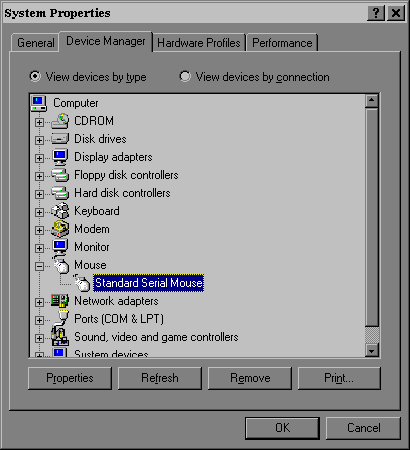 System Properties
General Device Manager Hardware Profiles Performance
View devices by type View devices by connection
Computer
CDROM
Disk drives
Display adapters
Floppy disk controllers
Hard disk controllers
Keyboard
Modem
Monitor
Mouse
Standard Serial Mouse
Network adapters
Ports (COM & LPT)
Sound, video and game controllers
System devices
Properties Refresh Remove Print...
OK Cancel